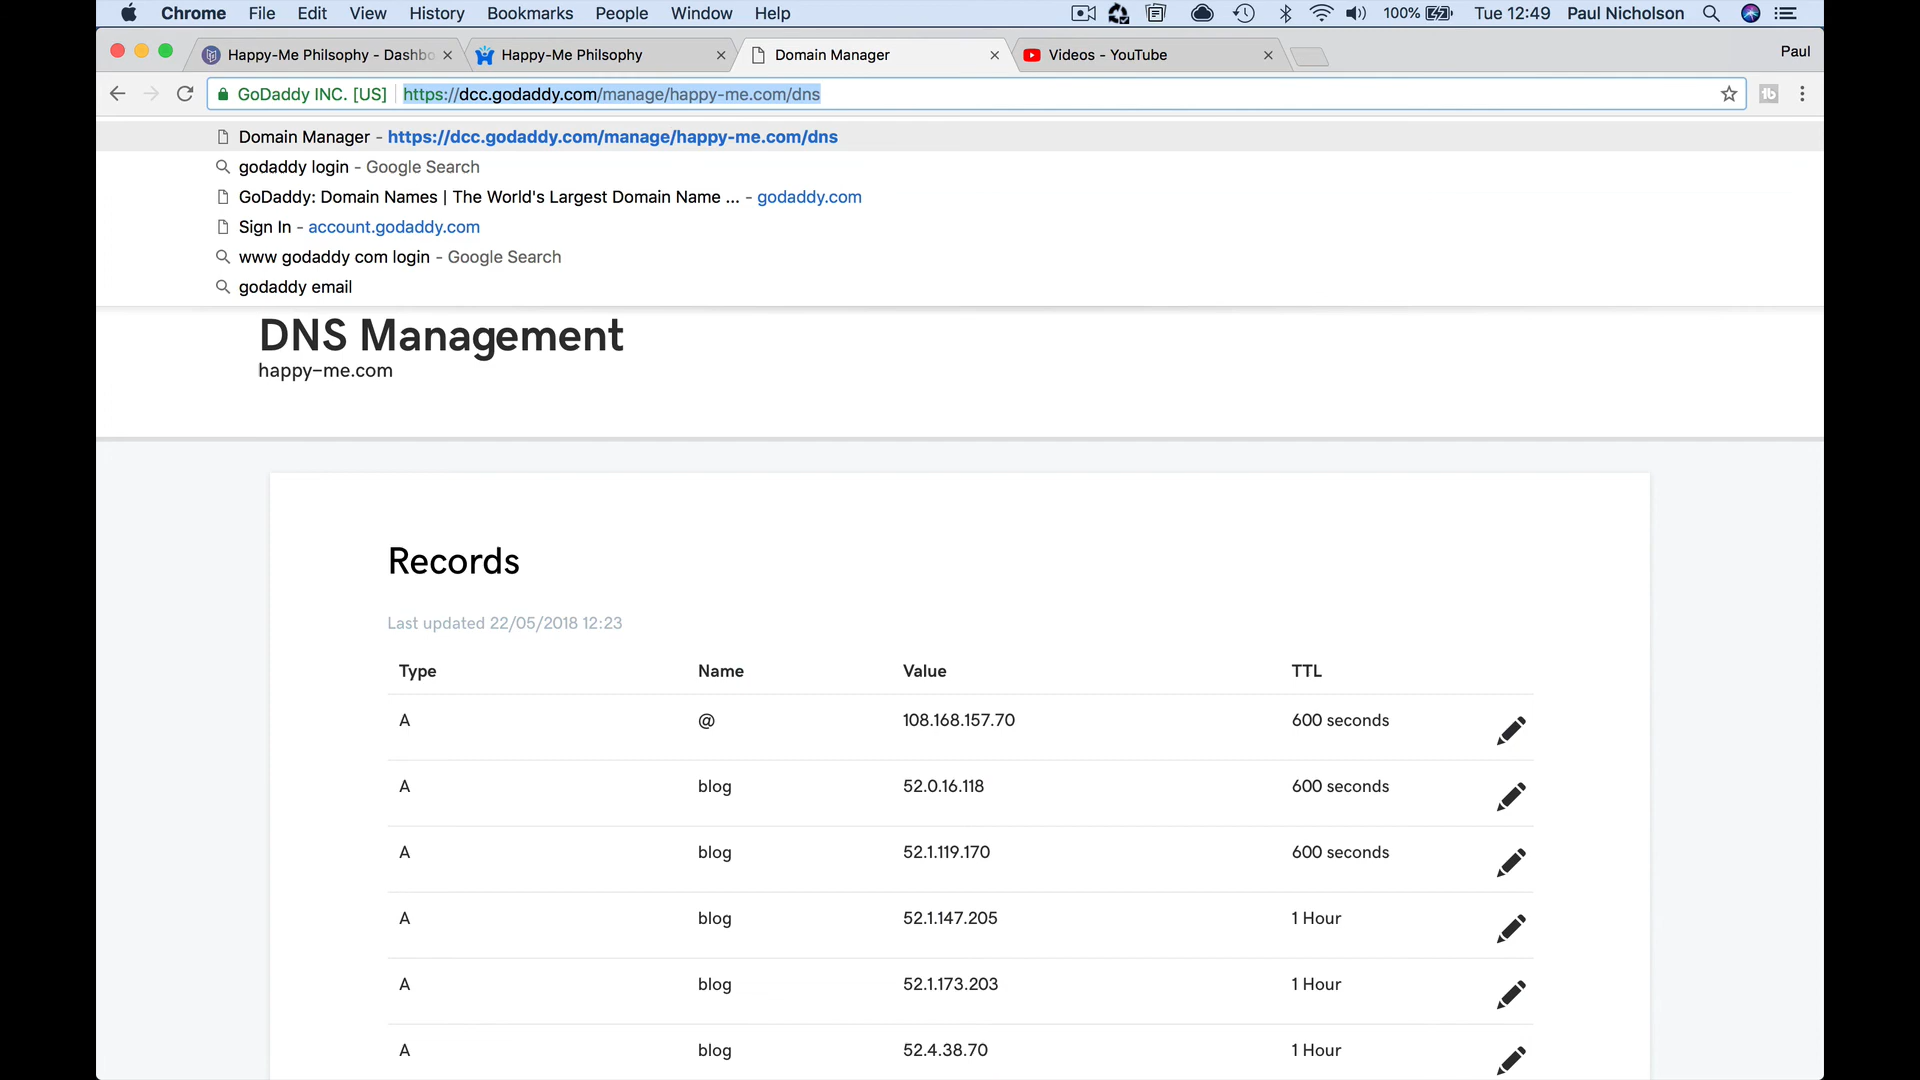 Chrome File Edit View History Bookmarks People Window Help 100% Tue 12:49 Paul Nicholson
Happy-Me Philsophy - Dashbo Happy-Me Philsophy Domain Manager Videos - YouTube Paul
GoDaddy INC. [US] https://dcc.godaddy.com/manage/happy-me.com/dns
Domain Manager - https://dcc.godaddy.com/manage/happy-me.com/dns
godaddy login - Google Search
GoDaddy: Domain Names | The World's Largest Domain Name ... - godaddy.com
Sign In - account.godaddy.com
www godaddy com login - Google Search
godaddy email
DNS Management
happy-me.com
Records
Last updated 22/05/2018 12:23
Type Name Value TTL
A @ 108.168.157.70 600 seconds
A blog 52.0.16.118 600 seconds
A blog 52.1.119.170 600 seconds
A blog 52.1.147.205 1 Hour
A blog 52.1.173.203 1 Hour
A blog 52.4.38.70 1 Hour